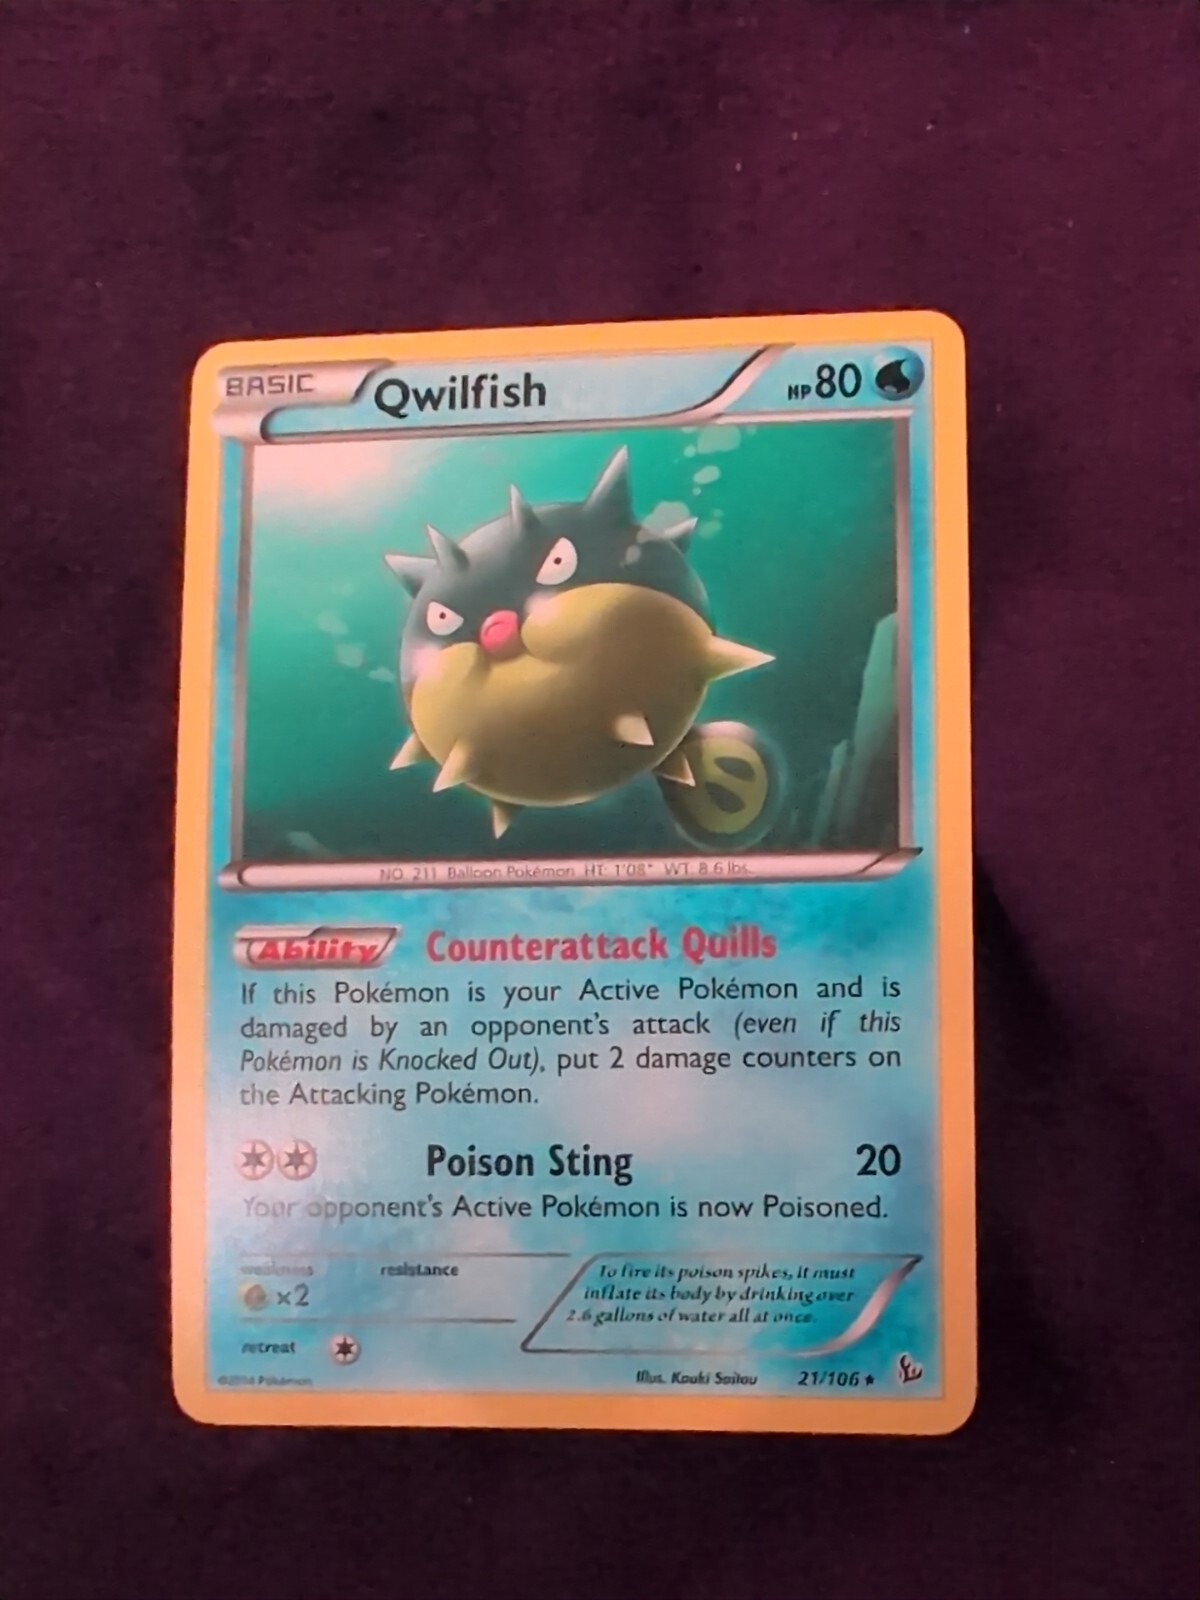 BASIC Qwilfish HP80
NO. 211 Balloon Pokémon HT: 1'08" WT: 8.6 lbs.
Ability Counterattack Quills
If this Pokémon is your Active Pokémon and is
damaged by an opponent's attack (even if this
Pokémon is Knocked Out), put 2 damage counters on
the Attacking Pokémon.
Poison Sting 20
Your opponent's Active Pokémon is now Poisoned.
weakness resistance
×2
retreat
To fire its poison spikes, it must
inflate its body by drinking over
2.6 gallons of water all at once.
©2014 Pokémon Illus. Kouki Saitou 21/106